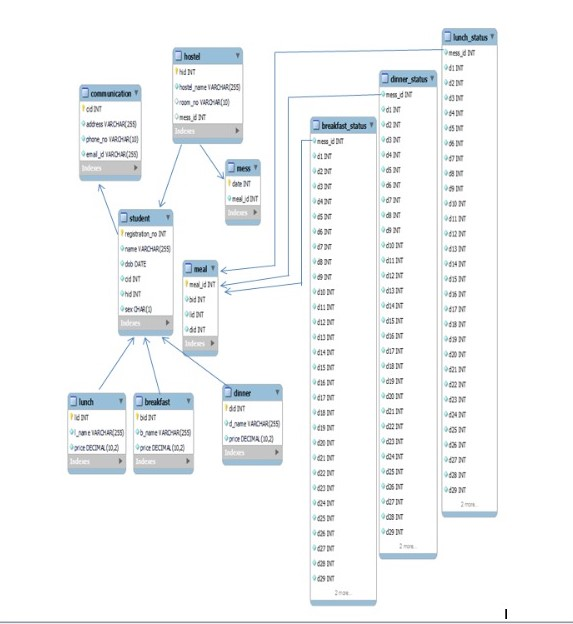 hostel
hid INT
hostel_name VARCHAR(255)
room_no VARCHAR(10)
mess_id INT
Indexes
communication
cid INT
address VARCHAR(255)
phone_no VARCHAR(10)
email_id VARCHAR(255)
Indexes
mess
date INT
meal_id INT
Indexes
student
registration_no INT
name VARCHAR(255)
dob DATE
cid INT
hid INT
sex CHAR(1)
Indexes
meal
meal_id INT
bid INT
lid INT
did INT
Indexes
lunch
lid INT
l_name VARCHAR(255)
price DECIMAL(10,2)
Indexes
breakfast
bid INT
b_name VARCHAR(255)
price DECIMAL(10,2)
Indexes
dinner
did INT
d_name VARCHAR(255)
price DECIMAL(10,2)
Indexes
breakfast_status
mess_id INT
d1 INT
d2 INT
d3 INT
d4 INT
d5 INT
d6 INT
d7 INT
d8 INT
d9 INT
d10 INT
d11 INT
d12 INT
d13 INT
d14 INT
d15 INT
d16 INT
d17 INT
d18 INT
d19 INT
d20 INT
d21 INT
d22 INT
d23 INT
d24 INT
d25 INT
d26 INT
d27 INT
d28 INT
d29 INT
2 more...
dinner_status
mess_id INT
d1 INT
d2 INT
d3 INT
d4 INT
d5 INT
d6 INT
d7 INT
d8 INT
d9 INT
d10 INT
d11 INT
d12 INT
d13 INT
d14 INT
d15 INT
d16 INT
d17 INT
d18 INT
d19 INT
d20 INT
d21 INT
d22 INT
d23 INT
d24 INT
d25 INT
d26 INT
d27 INT
d28 INT
d29 INT
2 more...
lunch_status
mess_id INT
d1 INT
d2 INT
d3 INT
d4 INT
d5 INT
d6 INT
d7 INT
d8 INT
d9 INT
d10 INT
d11 INT
d12 INT
d13 INT
d14 INT
d15 INT
d16 INT
d17 INT
d18 INT
d19 INT
d20 INT
d21 INT
d22 INT
d23 INT
d24 INT
d25 INT
d26 INT
d27 INT
d28 INT
d29 INT
2 more...